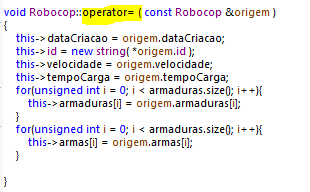 void Robocop::operator= ( const Robocop &origem )
{
this->dataCriacao = origem.dataCriacao;
this->id = new string( *origem.id );
this->velocidade = origem.velocidade;
this->tempoCarga = origem.tempoCarga;
for(unsigned int i = 0; i < armaduras.size(); i++){
this->armaduras[i] = origem.armaduras[i];
}
for(unsigned int i = 0; i < armaduras.size(); i++){
this->armas[i] = origem.armas[i];
}
}